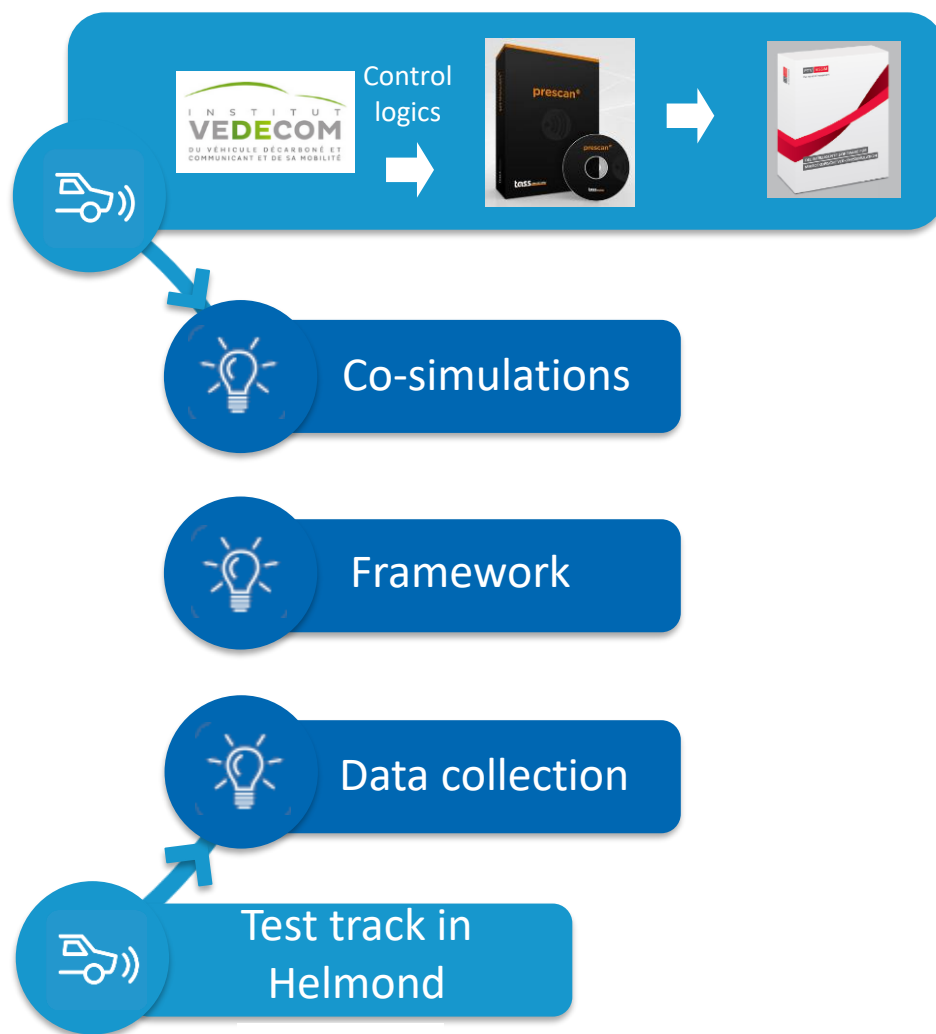 INSTITUT
VEDECOM
DU VÉHICULE DÉCARBONÉ ET
COMMUNICANT ET DE SA MOBILITÉ
Control
logics
prescan®
prescan®
tass
Co-simulations
Framework
Data collection
Test track in
Helmond